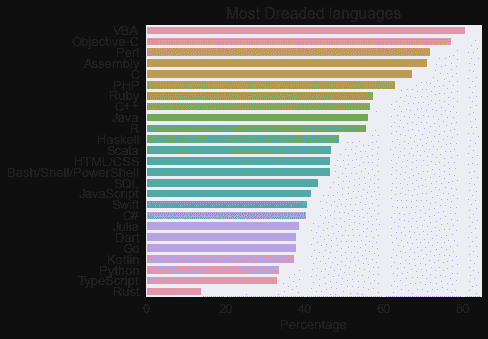 Most Dreaded languages
VBA
Objective-C
Perl
Assembly
C
PHP
Ruby
C++
Java
R
Haskell
Scala
HTML/CSS
Bash/Shell/PowerShell
SQL
JavaScript
Swift
C#
Julia
Dart
Go
Kotlin
Python
TypeScript
Rust
0 20 40 60 80
Percentage